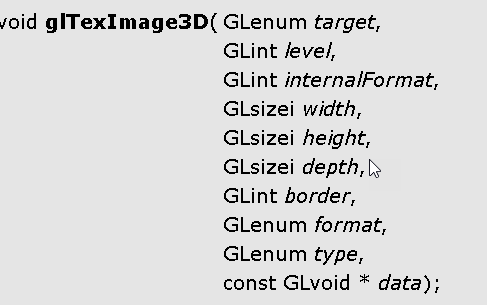 void glTexImage3D( GLenum target,
GLint level,
GLint internalFormat,
GLsizei width,
GLsizei height,
GLsizei depth,
GLint border,
GLenum format,
GLenum type,
const GLvoid * data);